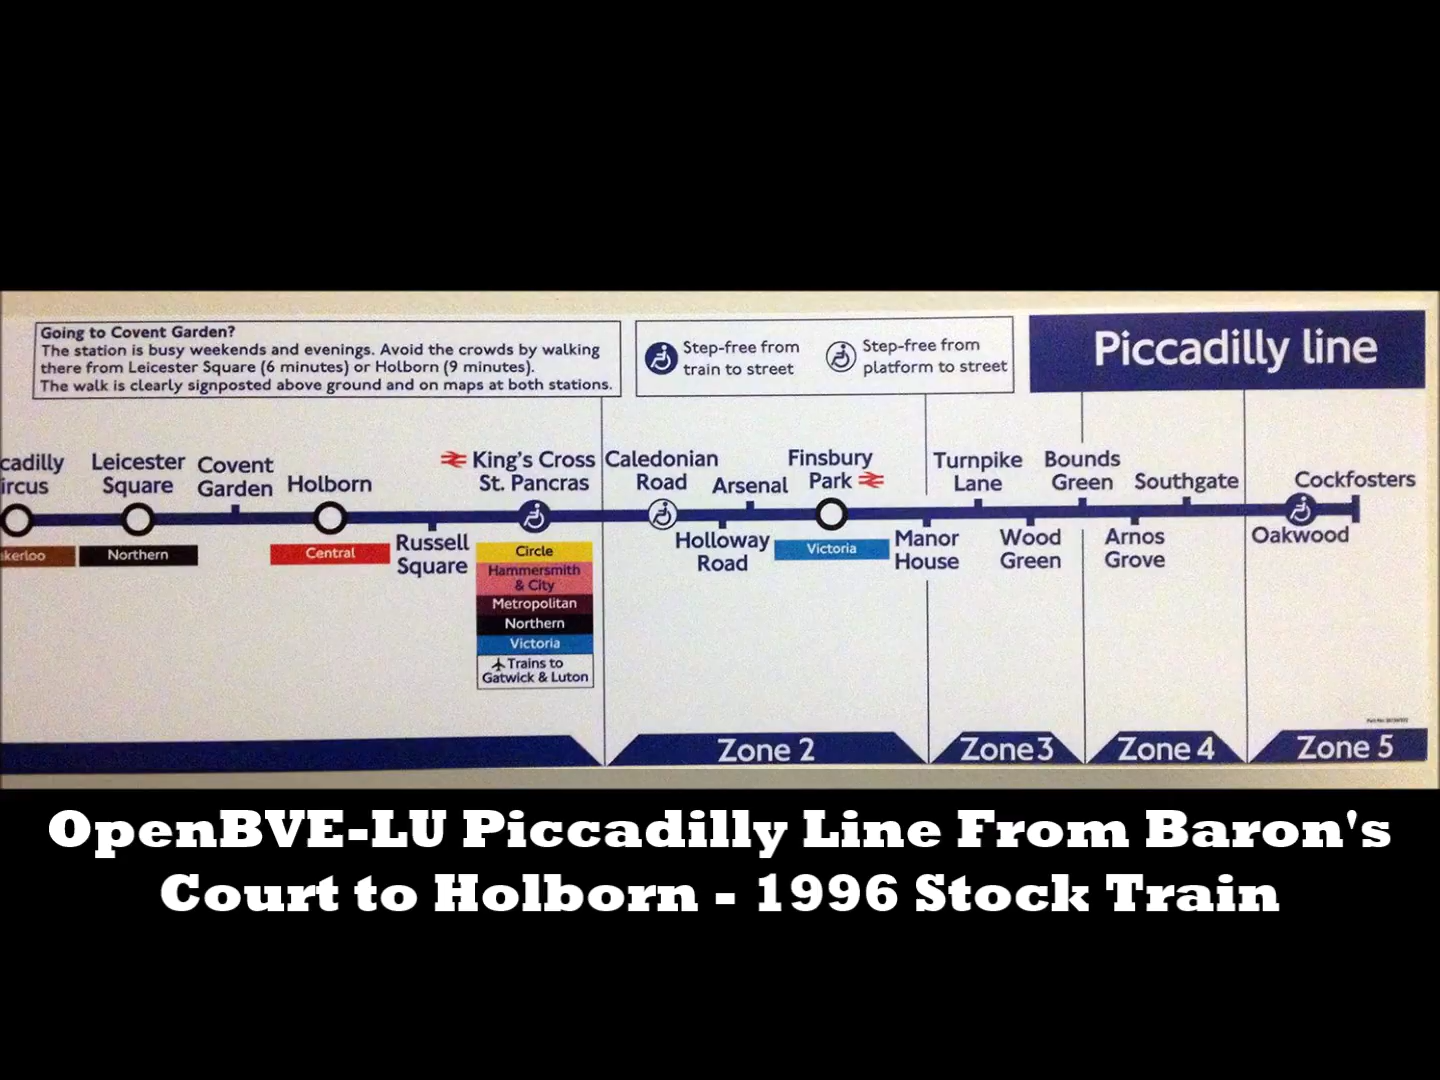 Going to Covent Garden?
The station is busy weekends and evenings. Avoid the crowds by walking
there from Leicester Square (6 minutes) or Holborn (9 minutes).
The walk is clearly signposted above ground and on maps at both stations.
Step-free from
train to street
Step-free from
platform to street
Piccadilly line
cadilly
ircus
Leicester
Square
Covent
Garden
Holborn
King's Cross
St. Pancras
Caledonian
Road
Arsenal
Finsbury
Park
Turnpike
Lane
Bounds
Green
Southgate
Cockfosters
kerloo
Northern
Central
Russell
Square
Circle
Hammersmith
& City
Metropolitan
Northern
Victoria
Trains to
Gatwick & Luton
Holloway
Road
Victoria
Manor
House
Wood
Green
Arnos
Grove
Oakwood
Zone 2
Zone 3
Zone 4
Zone 5
OpenBVE-LU Piccadilly Line From Baron's
Court to Holborn - 1996 Stock Train